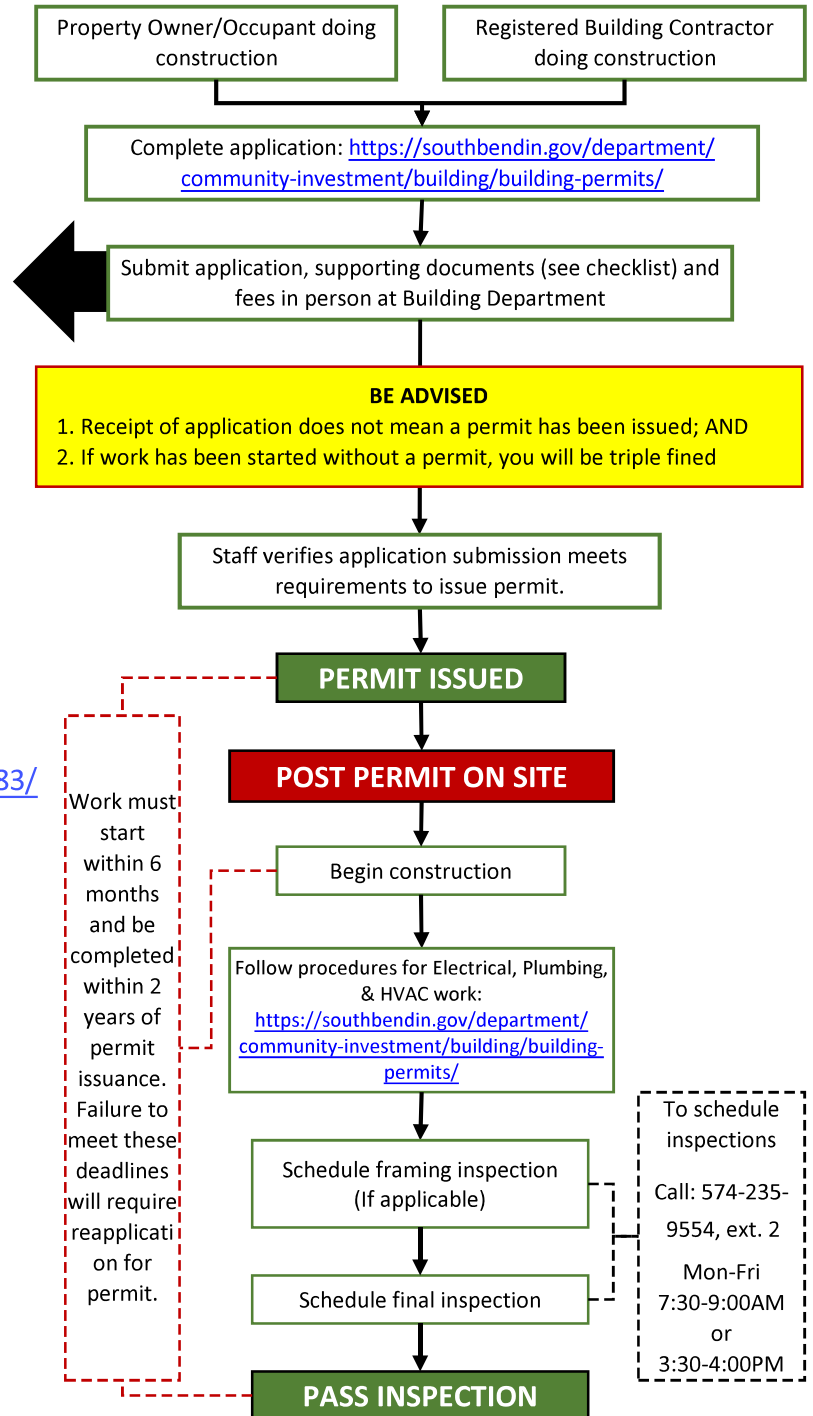 Property Owner/Occupant doing
construction
Registered Building Contractor
doing construction
Complete application: https://southbendin.gov/department/
community-investment/building/building-permits/
Submit application, supporting documents (see checklist) and
fees in person at Building Department
BE ADVISED
1. Receipt of application does not mean a permit has been issued; AND
2. If work has been started without a permit, you will be triple fined
Staff verifies application submission meets
requirements to issue permit.
PERMIT ISSUED
POST PERMIT ON SITE
83/
Work must
start
within 6
months
and be
completed
within 2
years of
permit
issuance.
Failure to
meet these
deadlines
will require
reapplicati
on for
permit.
Begin construction
Follow procedures for Electrical, Plumbing,
& HVAC work:
https://southbendin.gov/department/
community-investment/building/building-
permits/
Schedule framing inspection
(If applicable)
Schedule final inspection
To schedule
inspections
Call: 574-235-
9554, ext. 2
Mon-Fri
7:30-9:00AM
or
3:30-4:00PM
PASS INSPECTION